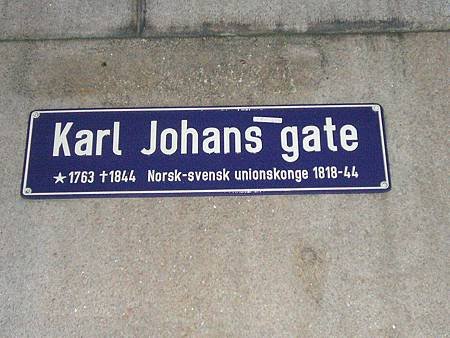 Karl Johans gate
★1763 †1844 Norsk-svensk unionskonge 1818-44